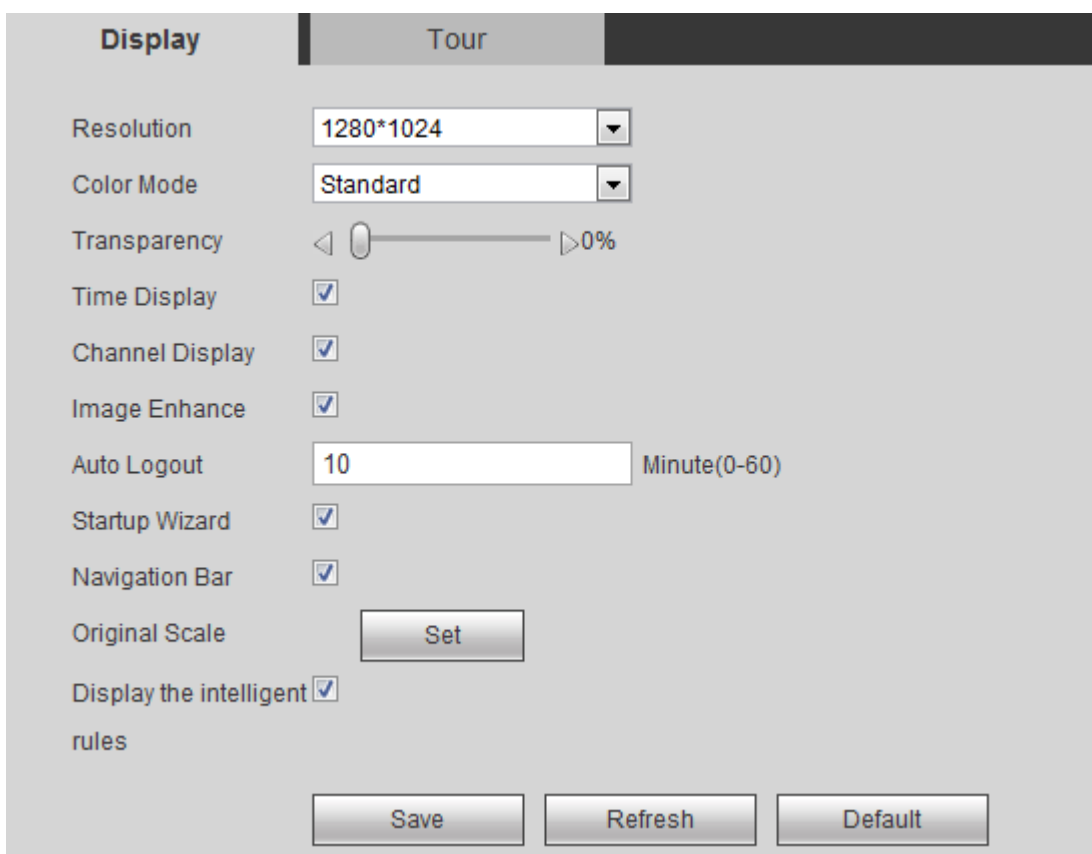 Display Tour
Resolution 1280*1024
Color Mode Standard
Transparency 0%
Time Display
Channel Display
Image Enhance
Auto Logout 10 Minute(0-60)
Startup Wizard
Navigation Bar
Original Scale Set
Display the intelligent
rules
Save Refresh Default